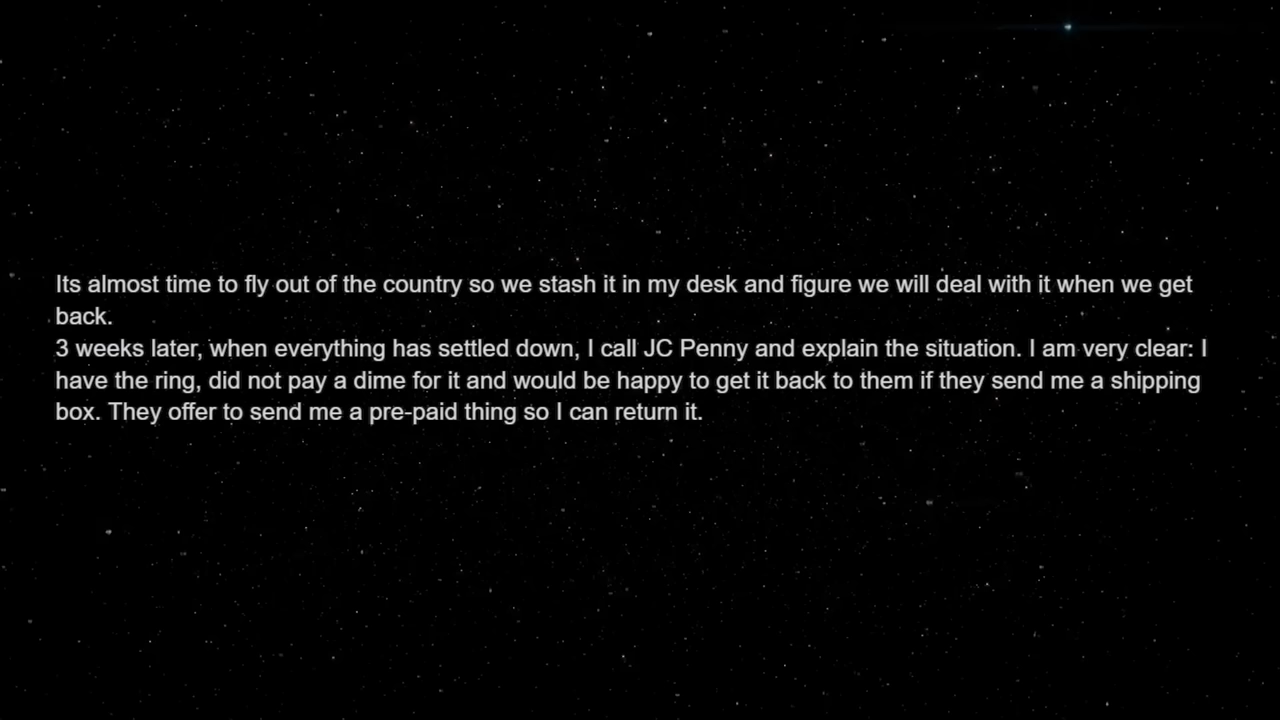 Its almost time to fly out of the country so we stash it in my desk and figure we will deal with it when we get
back.
3 weeks later, when everything has settled down, I call JC Penny and explain the situation. I am very clear: I
have the ring, did not pay a dime for it and would be happy to get it back to them if they send me a shipping
box. They offer to send me a pre-paid thing so I can return it.